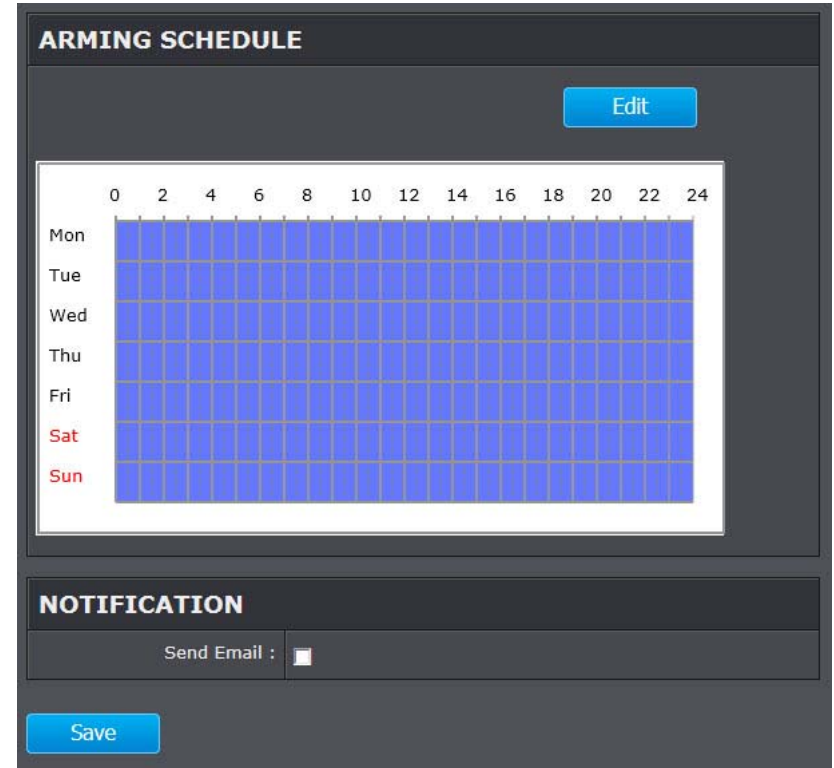 ARMING SCHEDULE
Edit
0 2 4 6 8 10 12 14 16 18 20 22 24
Mon
Tue
Wed
Thu
Fri
Sat
Sun
NOTIFICATION
Send Email :
Save